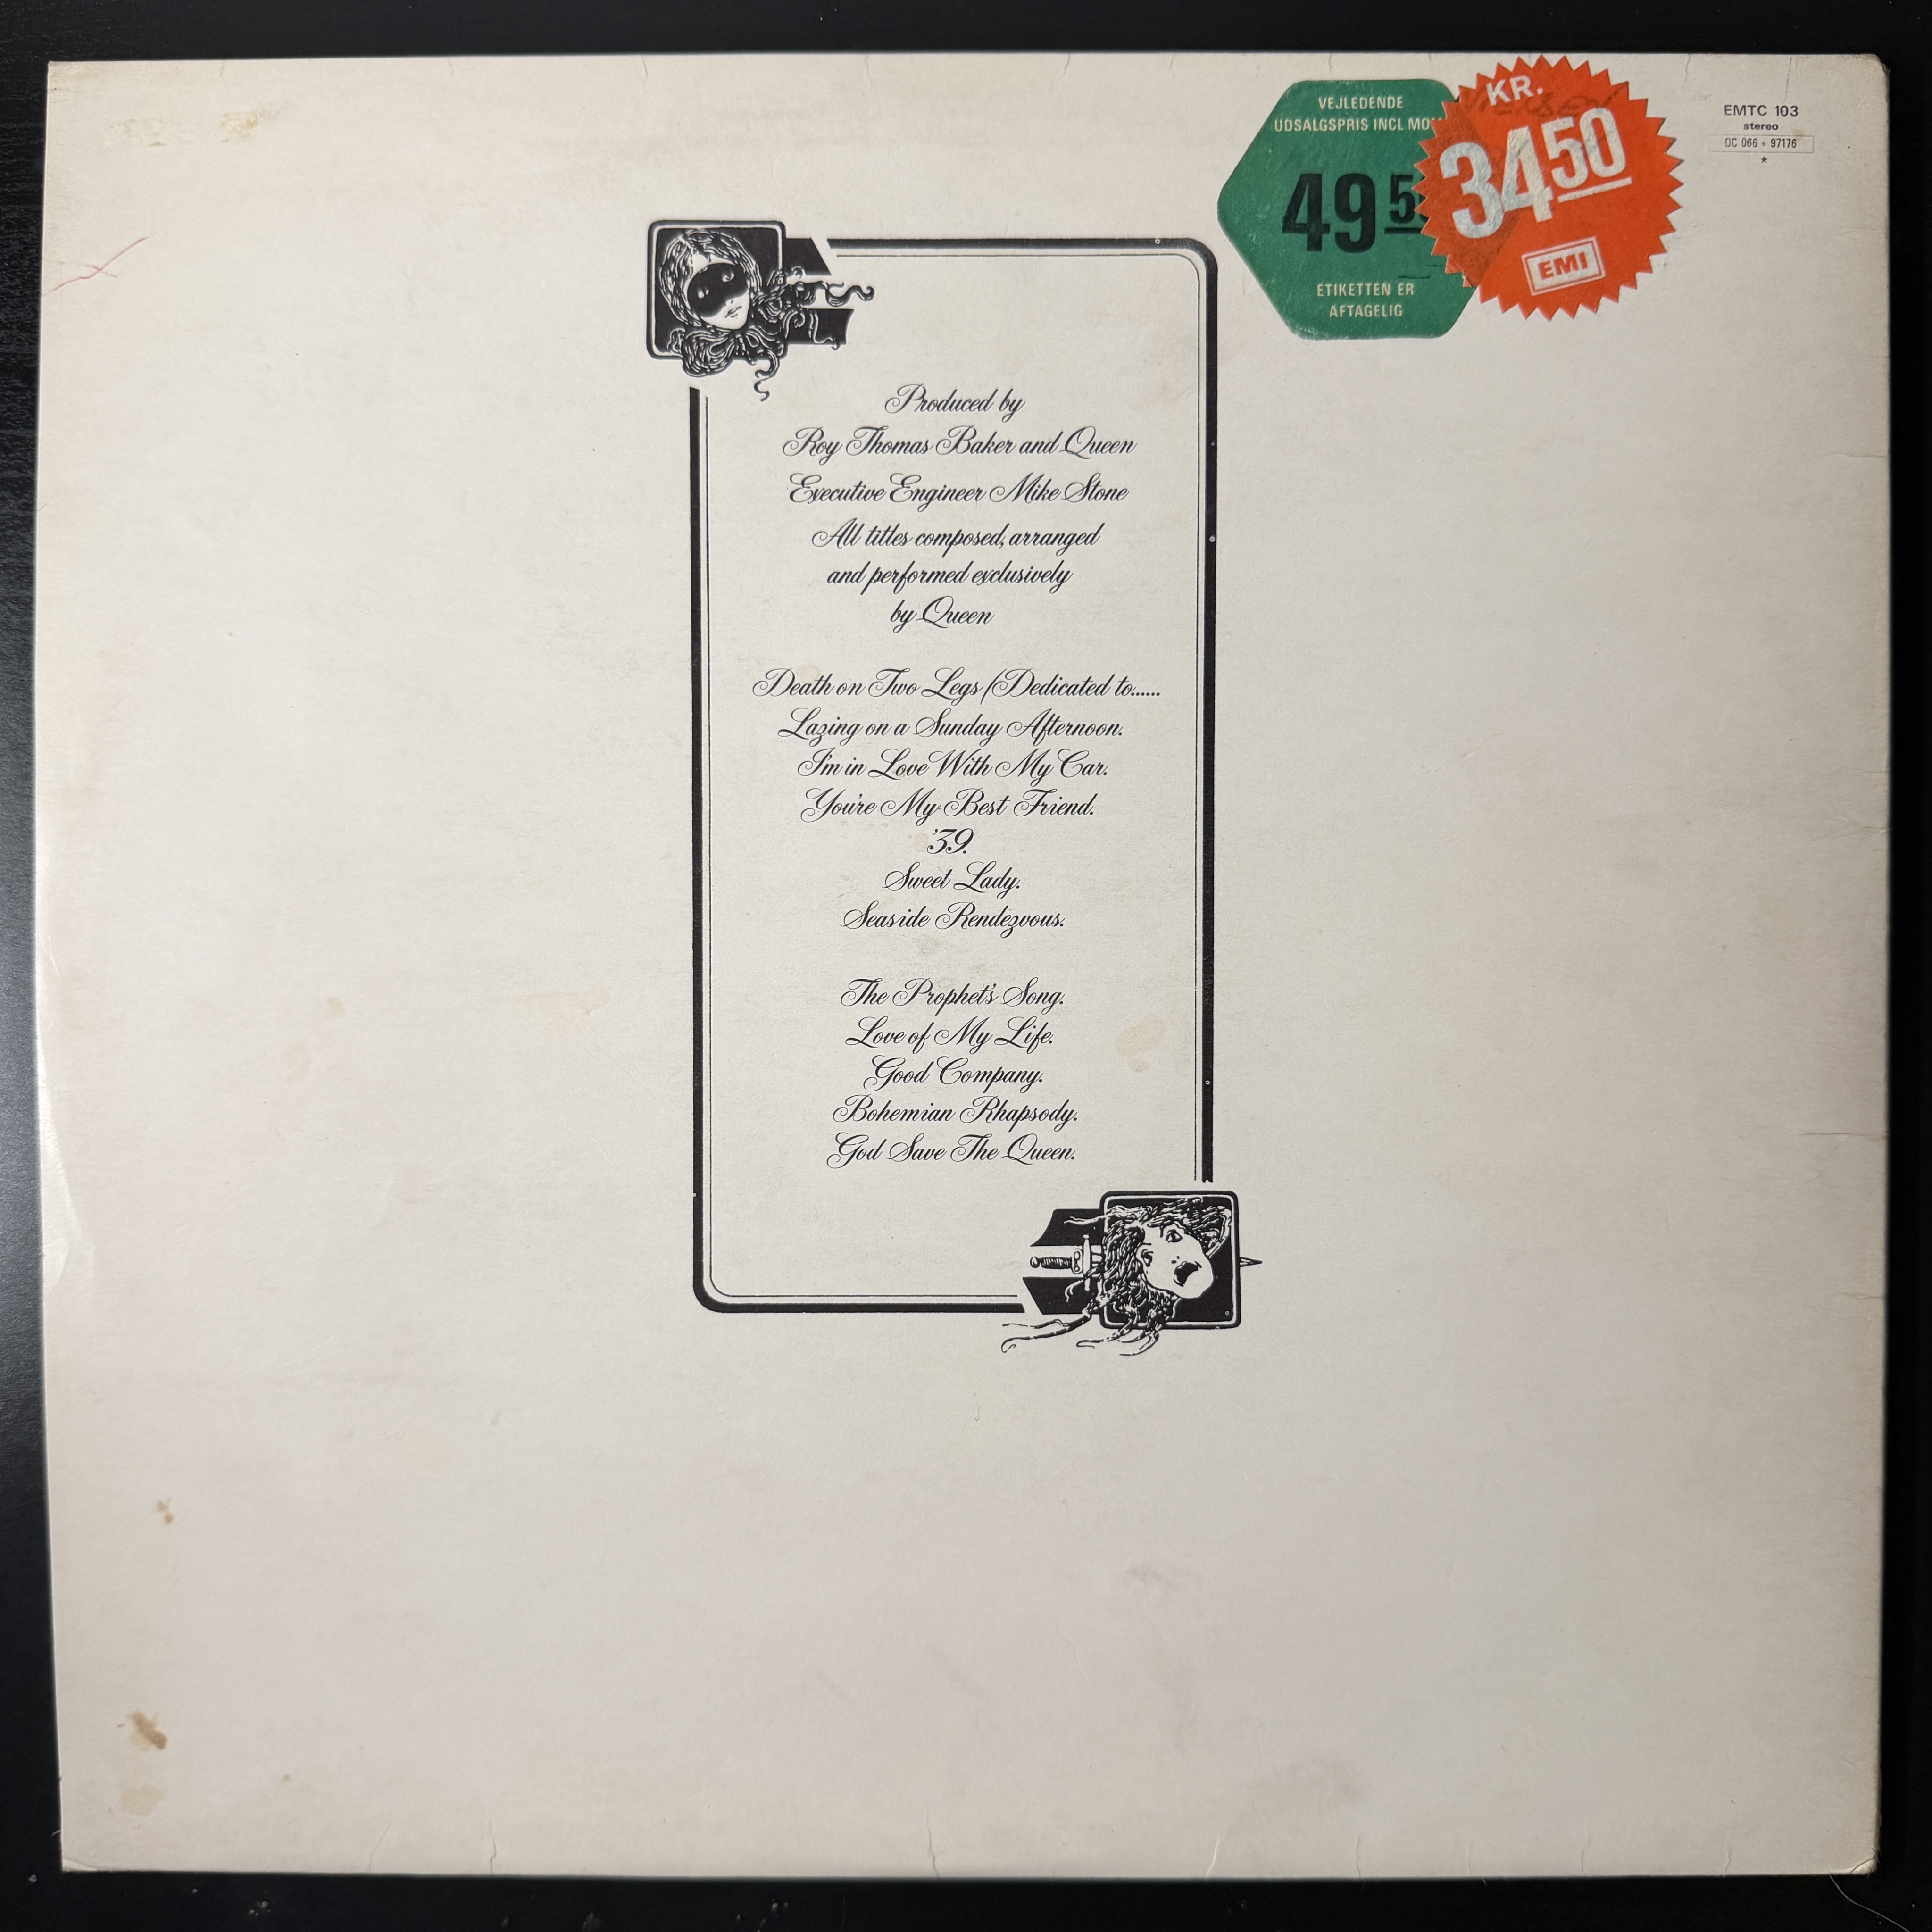 VEJLEDENDE
UDSALGSPRIS INCL
49 5
ETIKETTEN ER
AFTAGELIG
KR.
34 50
EMI
EMTC 103
stereo
OC 066 ∘ 97176
*
Produced by
Roy Thomas Baker and Queen
Executive Engineer Mike Stone
All titles composed, arranged
and performed exclusively
by Queen
Death on Two Legs (Dedicated to......
Lazing on a Sunday Afternoon.
I'm in Love With My Car.
You're My Best Friend.
'39.
Sweet Lady.
Seaside Rendezvous.
The Prophet's Song.
Love of My Life.
Good Company.
Bohemian Rhapsody.
God Save The Queen.